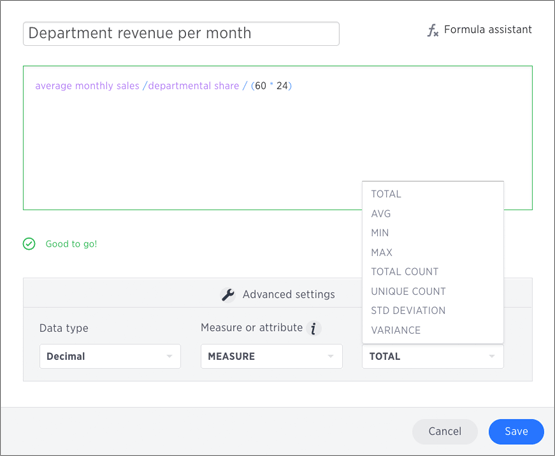 Department revenue per month
fx Formula assistant
average monthly sales /departmental share / (60 * 24)
Good to go!
Advanced settings
Data type
Measure or attribute i
Decimal
MEASURE
TOTAL
AVG
MIN
MAX
TOTAL COUNT
UNIQUE COUNT
STD DEVIATION
VARIANCE
TOTAL
Cancel
Save